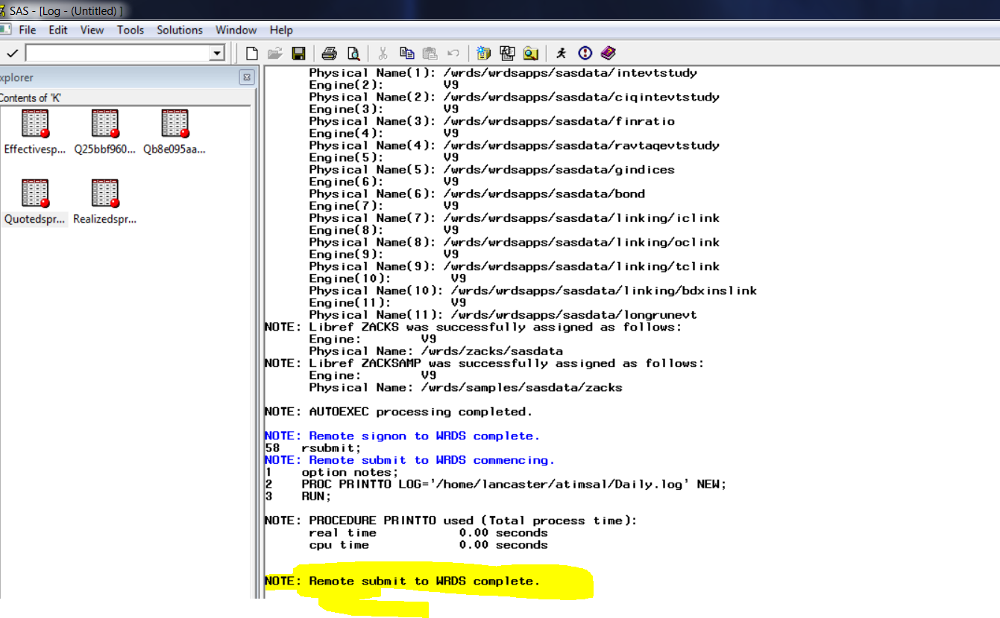 SAS - [Log - (Untitled) ]
File Edit View Tools Solutions Window Help
xplorer
Contents of 'K'
Effectivesp... Q25bbf960... Qb8e095aa...
Quotedspr... Realizedspr...
Physical Name(1): /wrds/wrdsapps/sasdata/intevtstudy
Engine(2): V9
Physical Name(2): /wrds/wrdsapps/sasdata/ciqintevtstudy
Engine(3): V9
Physical Name(3): /wrds/wrdsapps/sasdata/finratio
Engine(4): V9
Physical Name(4): /wrds/wrdsapps/sasdata/ravtaqevtstudy
Engine(5): V9
Physical Name(5): /wrds/wrdsapps/sasdata/gindices
Engine(6): V9
Physical Name(6): /wrds/wrdsapps/sasdata/bond
Engine(7): V9
Physical Name(7): /wrds/wrdsapps/sasdata/linking/iclink
Engine(8): V9
Physical Name(8): /wrds/wrdsapps/sasdata/linking/oclink
Engine(9): V9
Physical Name(9): /wrds/wrdsapps/sasdata/linking/tclink
Engine(10): V9
Physical Name(10): /wrds/wrdsapps/sasdata/linking/bdxinslink
Engine(11): V9
Physical Name(11): /wrds/wrdsapps/sasdata/longrunevt
NOTE: Libref ZACKS was successfully assigned as follows:
Engine: V9
Physical Name: /wrds/zacks/sasdata
NOTE: Libref ZACKSAMP was successfully assigned as follows:
Engine: V9
Physical Name: /wrds/samples/sasdata/zacks
NOTE: AUTOEXEC processing completed.
NOTE: Remote signon to WRDS complete.
58 rsubmit;
NOTE: Remote submit to WRDS commencing.
1 option notes;
2 PROC PRINTTO LOG='/home/lancaster/atimsal/Daily.log' NEW;
3 RUN;
NOTE: PROCEDURE PRINTTO used (Total process time):
real time 0.00 seconds
cpu time 0.00 seconds
NOTE: Remote submit to WRDS complete.